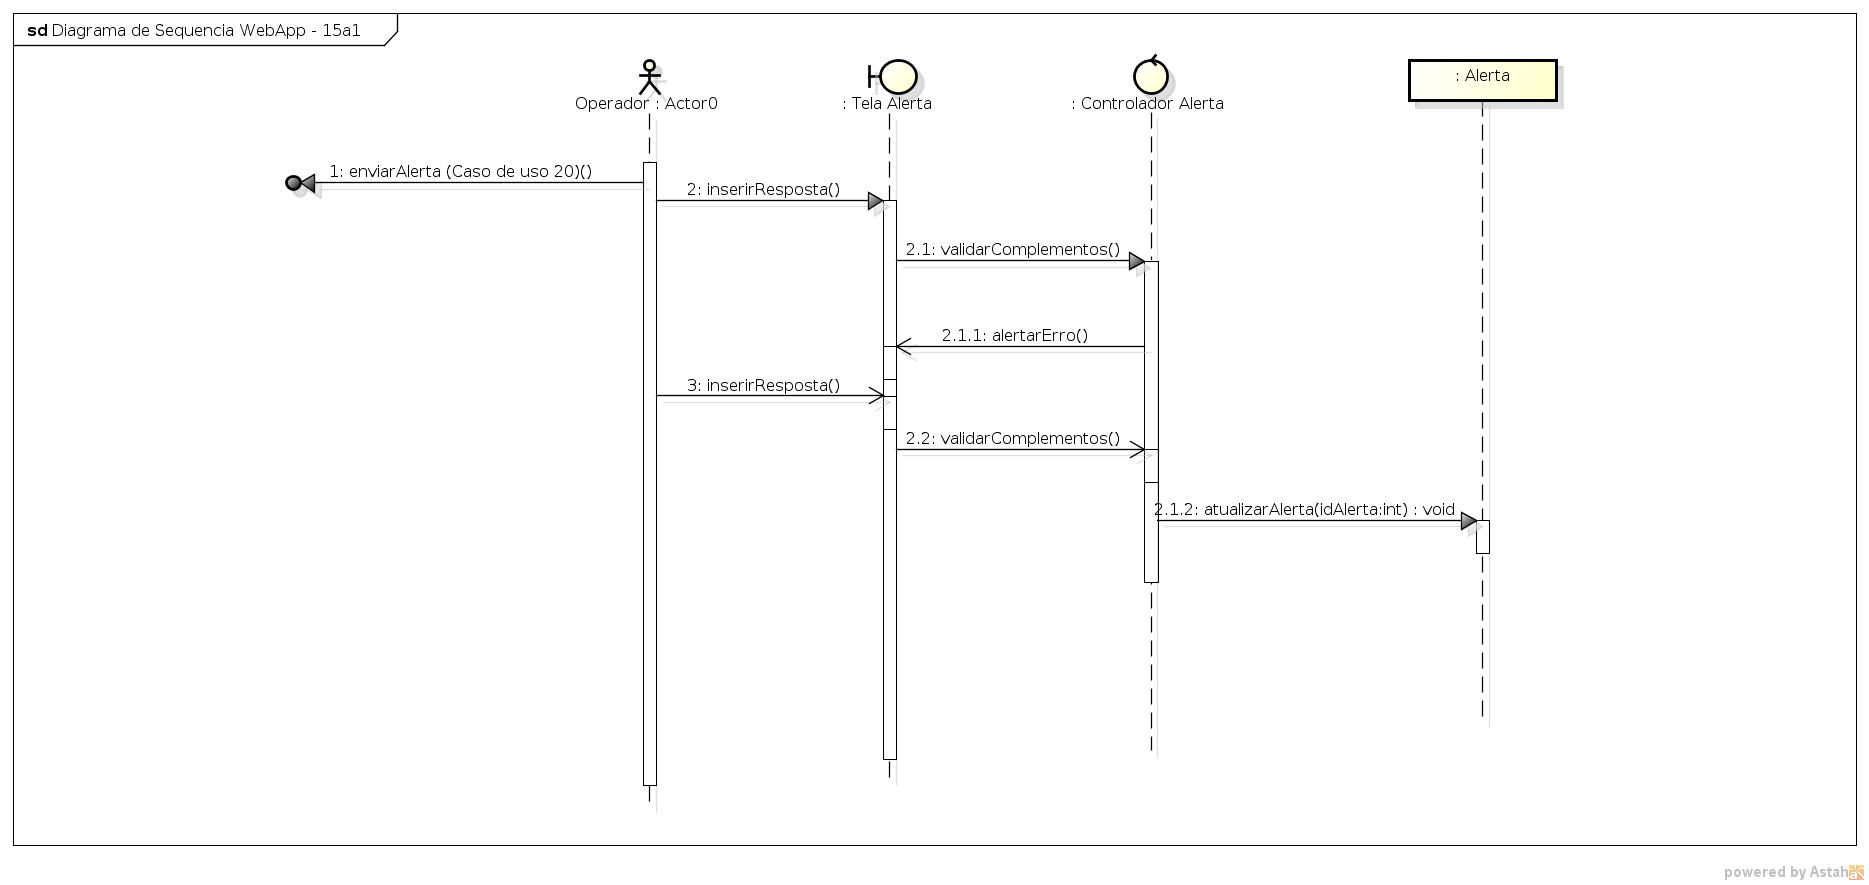 sd Diagrama de Sequencia WebApp - 15a1
Operador : Actor0
: Tela Alerta
: Controlador Alerta
: Alerta
1: enviarAlerta (Caso de uso 20)()
2: inserirResposta()
2.1: validarComplementos()
2.1.1: alertarErro()
3: inserirResposta()
2.2: validarComplementos()
2.1.2: atualizarAlerta(idAlerta:int) : void
powered by Astah